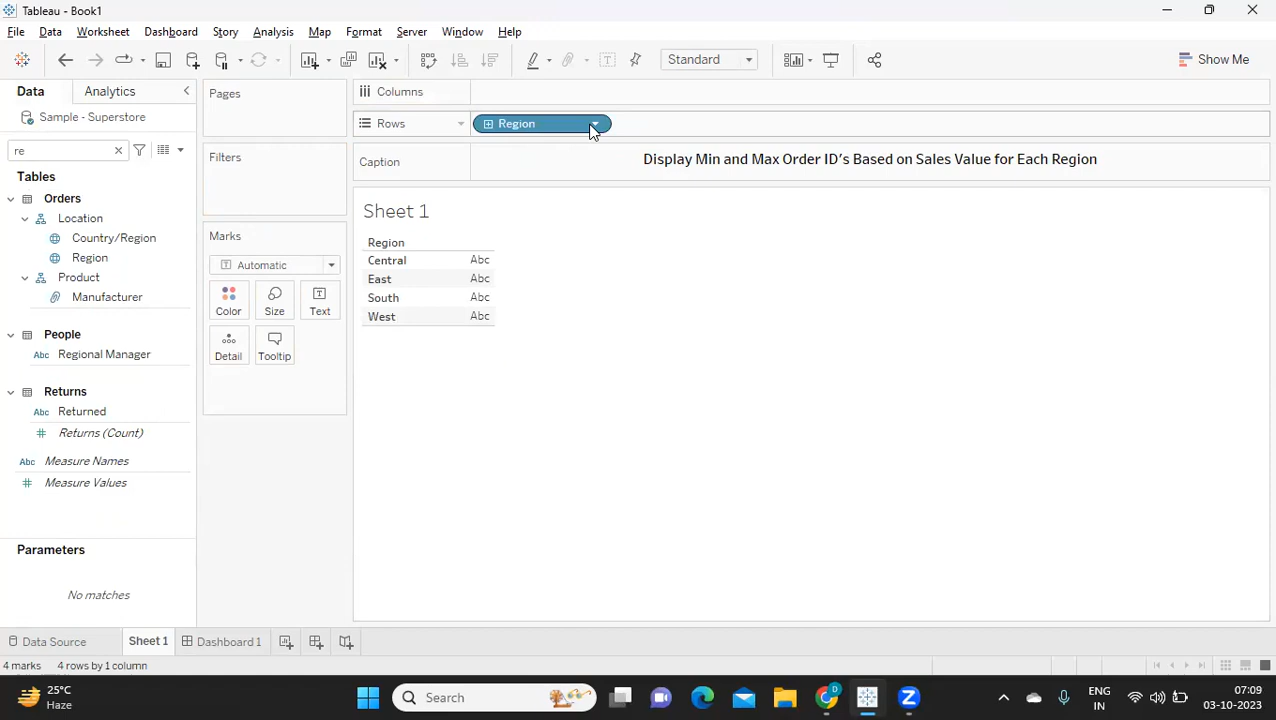 Tableau - Book1
File Data Worksheet Dashboard Story Analysis Map Format Server Window Help
Standard
Show Me
Data Analytics
Sample - Superstore
re
Tables
Orders
Location
Country/Region
Region
Product
Manufacturer
People
Abc Regional Manager
Returns
Abc Returned
Returns (Count)
Abc Measure Names
Measure Values
Parameters
No matches
Pages
Filters
Marks
Automatic
Color Size Text
Detail Tooltip
Columns
Rows Region
Caption Display Min and Max Order ID's Based on Sales Value for Each Region
Sheet 1
Region
Central Abc
East Abc
South Abc
West Abc
Data Source Sheet 1 Dashboard 1
4 marks 4 rows by 1 column
25°C
Haze
Search
ENG
IN
07:09
03-10-2023